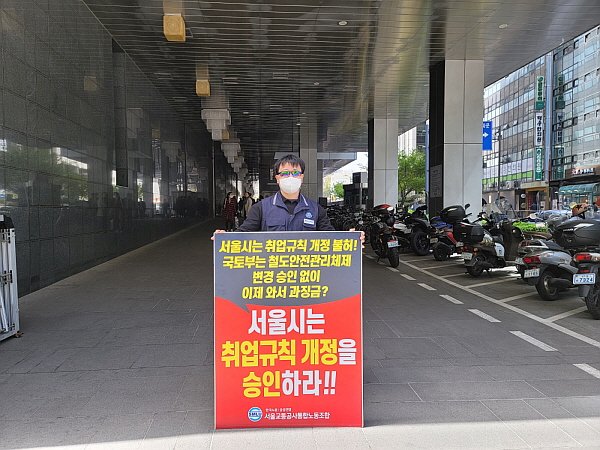 서울시는 취업규칙 개정 불허!
국토부는 철도안전관리체제
변경 승인 없이
이제 와서 과징금?
서울시는
취업규칙 개정을
승인하라!!
서울교통공사통합노동조합